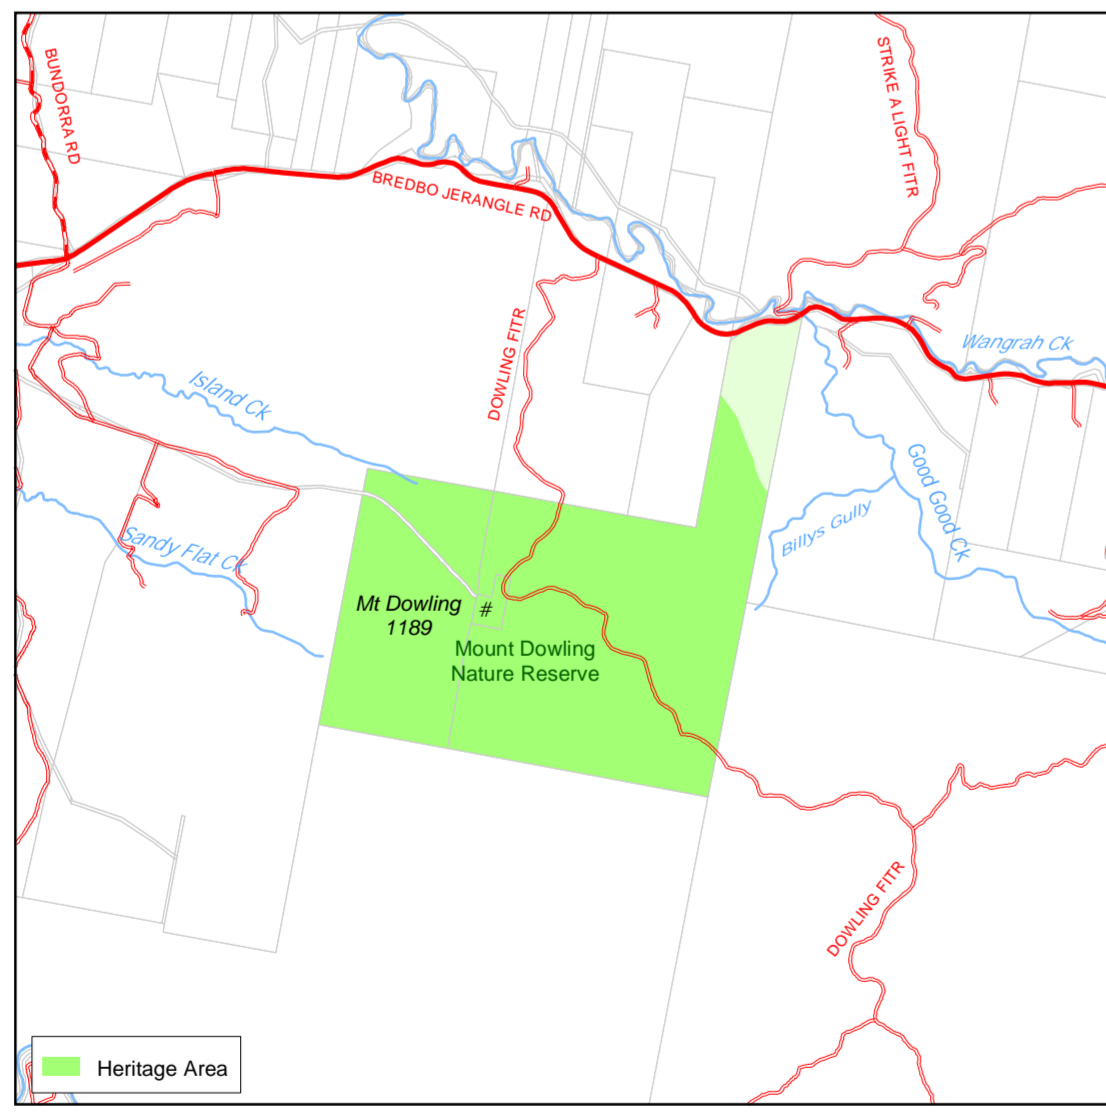 BUNDORRA RD
STRIKE A LIGHT FITR
BREDBO JERANGLE RD
DOWLING FITR
Wangrah Ck
Island Ck
Good Good Ck
Billys Gully
Sandy Flat Ck
Mt Dowling
1189
#
Mount Dowling
Nature Reserve
DOWLING FITR
Heritage Area